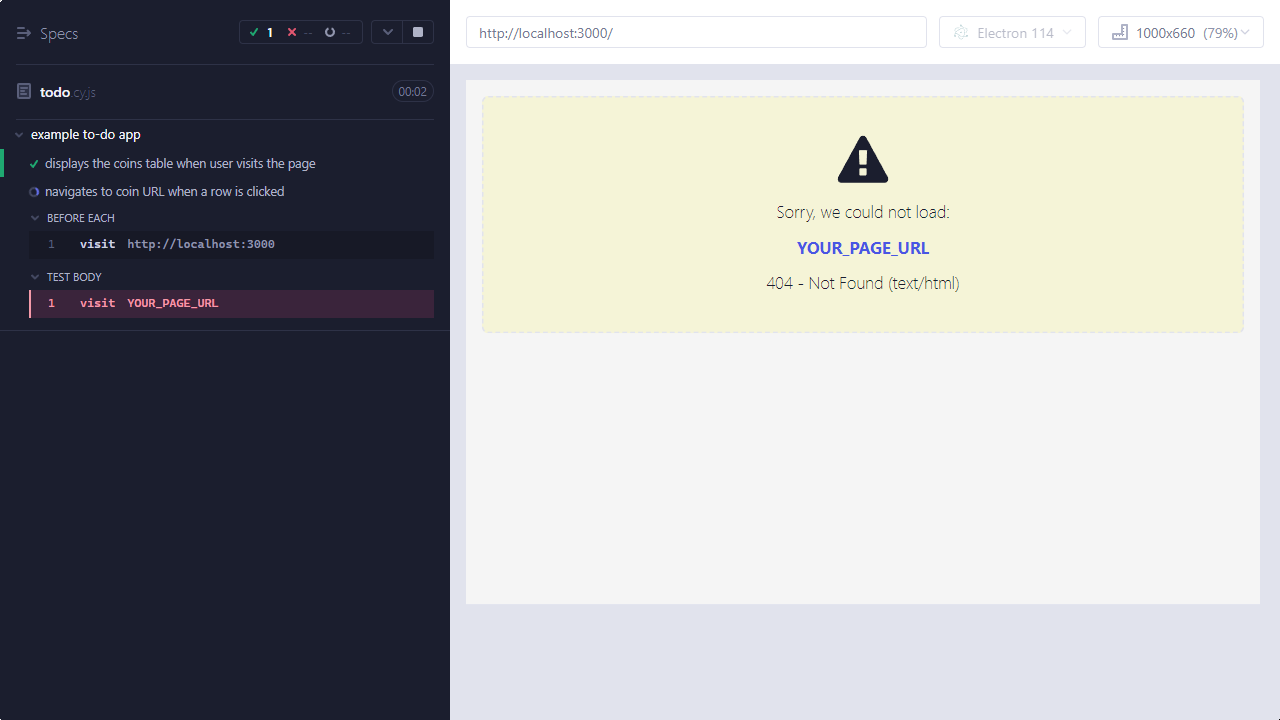 Specs
1
--
--
todo.cy.js
00:02
example to-do app
displays the coins table when user visits the page
navigates to coin URL when a row is clicked
BEFORE EACH
1 visit http://localhost:3000
TEST BODY
1 visit YOUR_PAGE_URL
http://localhost:3000/
Electron 114
1000x660 (79%)
Sorry, we could not load:
YOUR_PAGE_URL
404 - Not Found (text/html)